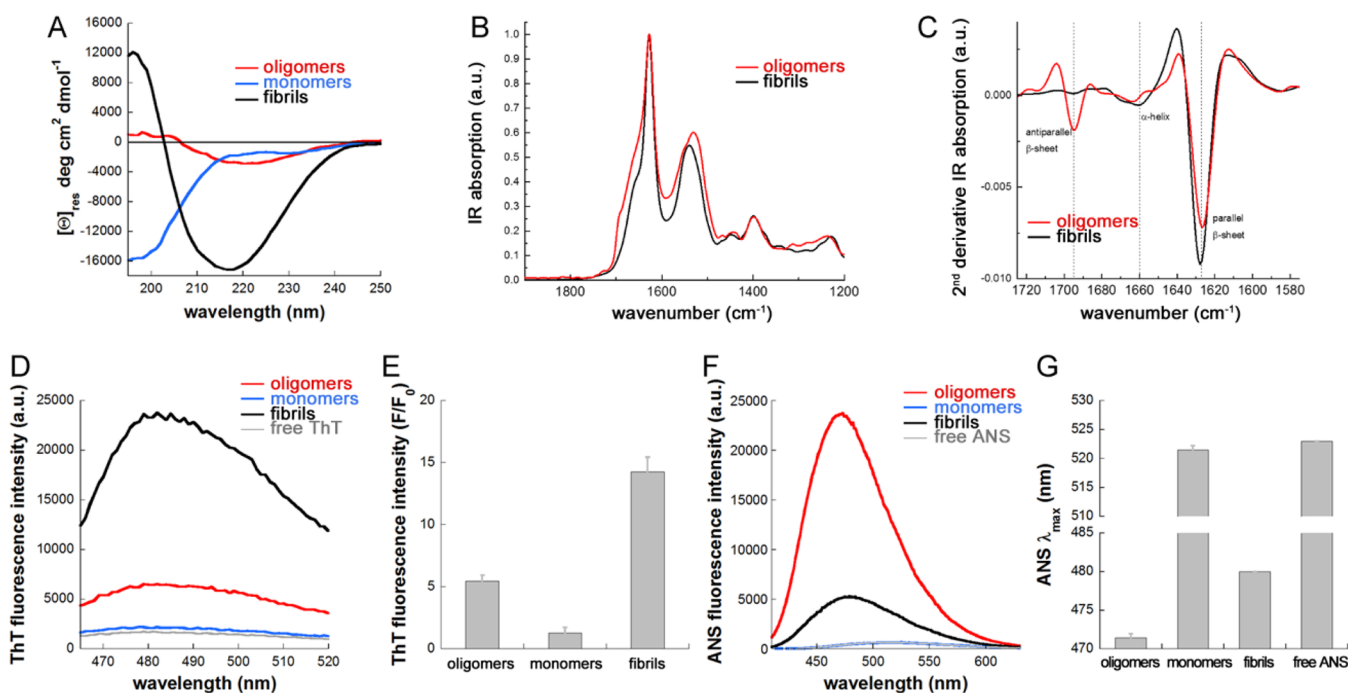 A
16000
12000
8000
4000
0
-4000
-8000
-12000
-16000
[Θ]res deg cm2 dmol-1
oligomers
monomers
fibrils
200 210 220 230 240 250
wavelength (nm)
B
1.0
0.9
0.8
0.7
0.6
0.5
0.4
0.3
0.2
0.1
0.0
IR absorption (a.u.)
oligomers
fibrils
1800 1600 1400 1200
wavenumber (cm-1)
C
0.000
-0.005
-0.010
2nd derivative IR absorption (a.u.)
antiparallel
β-sheet
α-helix
parallel
β-sheet
oligomers
fibrils
1720 1700 1680 1660 1640 1620 1600 1580
wavenumber (cm-1)
D
25000
20000
15000
10000
5000
0
ThT fluorescence intensity (a.u.)
oligomers
monomers
fibrils
free ThT
470 480 490 500 510 520
wavelength (nm)
E
20
15
10
5
0
ThT fluorescence intensity (F/F0)
oligomers monomers fibrils
F
25000
20000
15000
10000
5000
0
ANS fluorescence intensity (a.u.)
oligomers
monomers
fibrils
free ANS
450 500 550 600
wavelength (nm)
G
530
525
520
515
510
485
480
475
470
ANS λmax (nm)
oligomers monomers fibrils free ANS